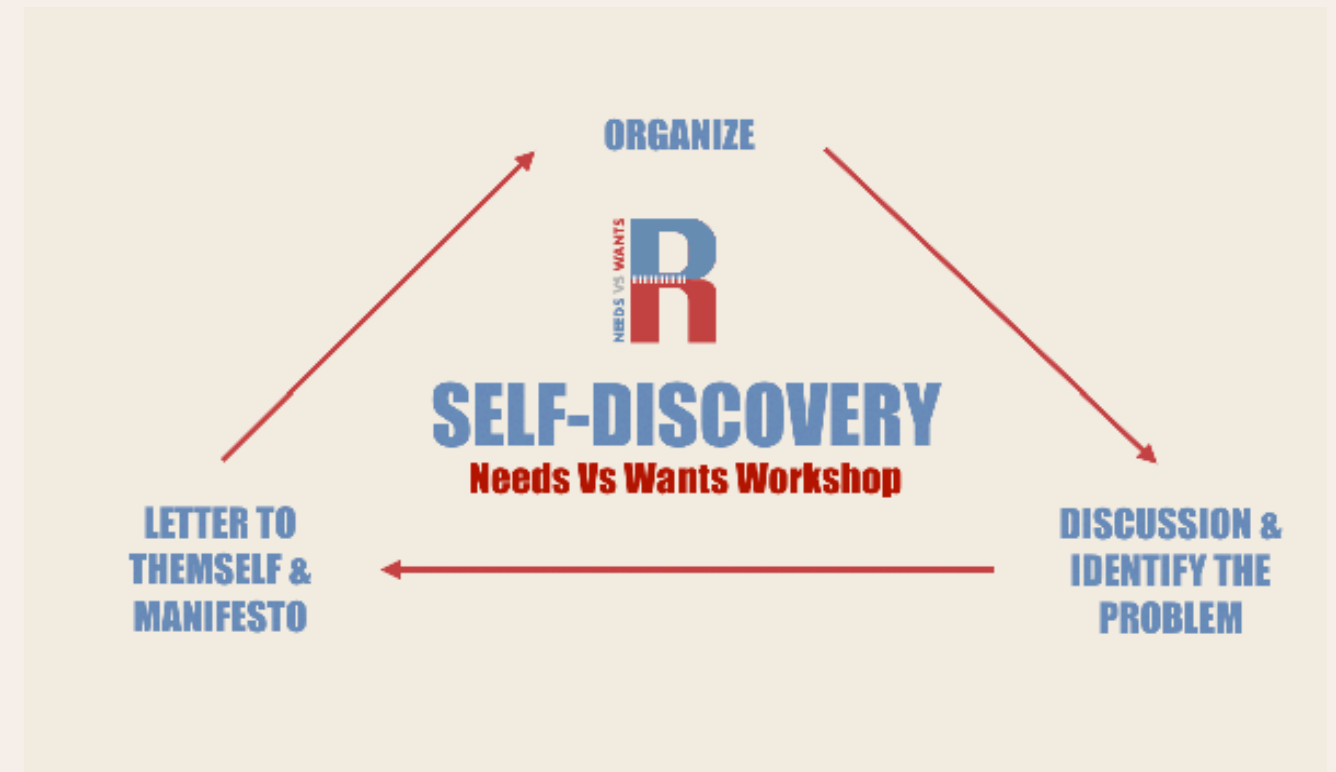 ORGANIZE
NEEDS VS WANTS
R
SELF-DISCOVERY
Needs Vs Wants Workshop
LETTER TO
THEMSELF &
MANIFESTO
DISCUSSION &
IDENTIFY THE
PROBLEM